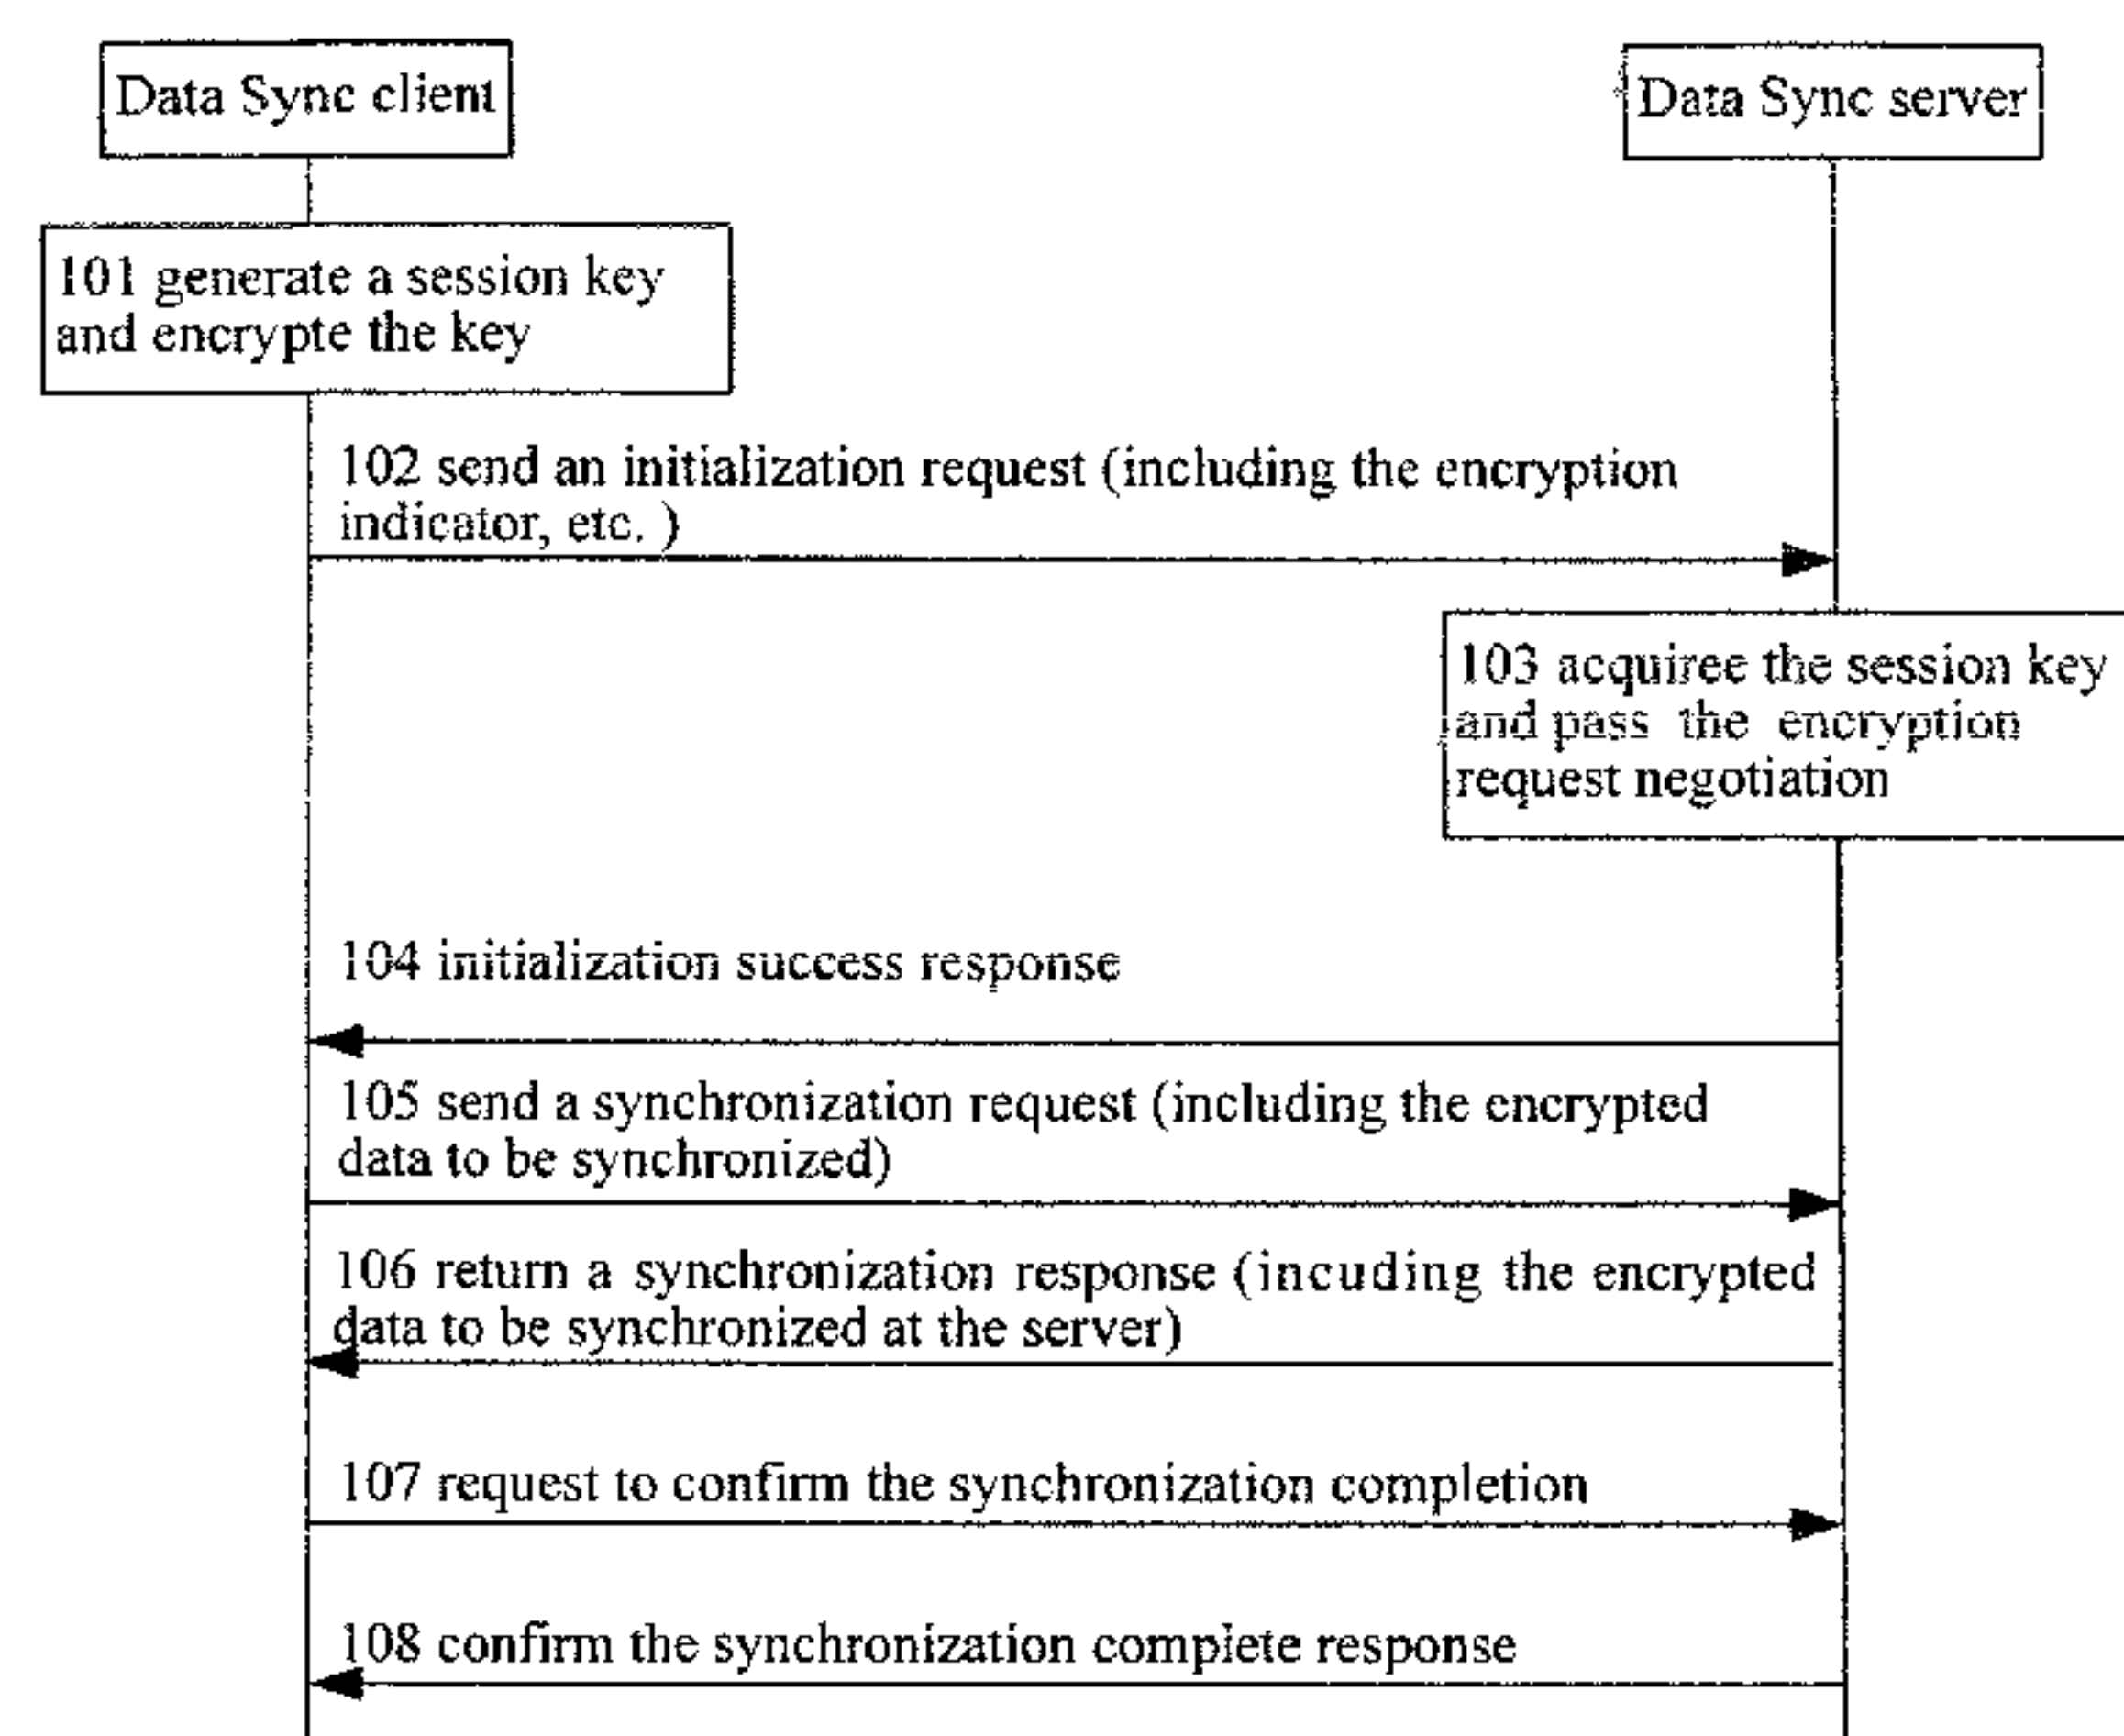 Data Sync client
Data Sync server
101 generate a session key
and encrypte the key
102 send an initialization request (including the encryption
indicator, etc. )
103 acquiree the session key
and pass the encryption
request negotiation
104 initialization success response
105 send a synchronization request (including the encrypted
data to be synchronized)
106 return a synchronization response (incuding the encrypted
data to be synchronized at the server)
107 request to confirm the synchronization completion
108 confirm the synchronization complete response